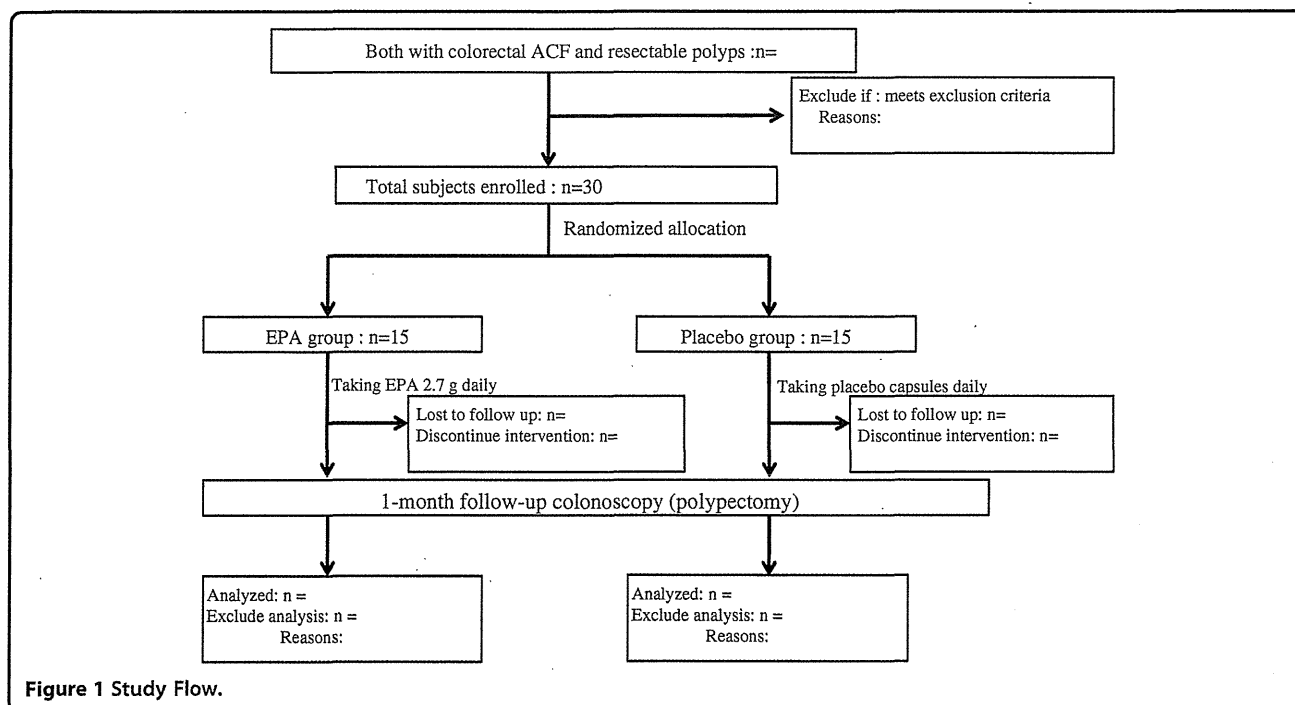 Both with colorectal ACF and resectable polyps :n=
Exclude if : meets exclusion criteria
Reasons:
Total subjects enrolled : n=30
Randomized allocation
EPA group : n=15
Placebo group : n=15
Taking EPA 2.7 g daily
Taking placebo capsules daily
Lost to follow up: n=
Discontinue intervention: n=
Lost to follow up: n=
Discontinue intervention: n=
1-month follow-up colonoscopy (polypectomy)
Analyzed: n =
Exclude analysis: n =
Reasons:
Analyzed: n =
Exclude analysis: n =
Reasons:
Figure 1 Study Flow.